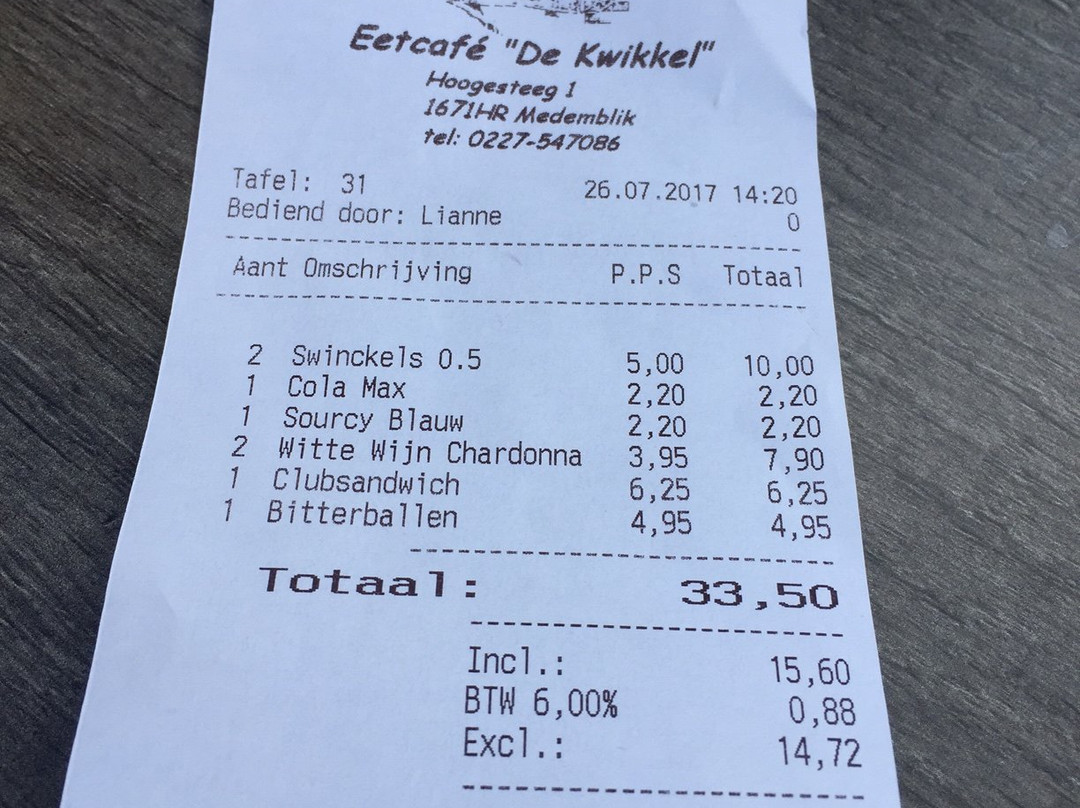 Eetcafé "De Kwikkel"
Hoogesteeg 1
1671HR Medemblik
tel: 0227-547086
Tafel: 31 26.07.2017 14:20
Bediend door: Lianne 0
Aant Omschrijving P.P.S Totaal
2 Swinckels 0.5 5,00 10,00
1 Cola Max 2,20 2,20
1 Sourcy Blauw 2,20 2,20
2 Witte Wijn Chardonna 3,95 7,90
1 Clubsandwich 6,25 6,25
1 Bitterballen 4,95 4,95
Totaal: 33,50
Incl.: 15,60
BTW 6,00% 0,88
Excl.: 14,72